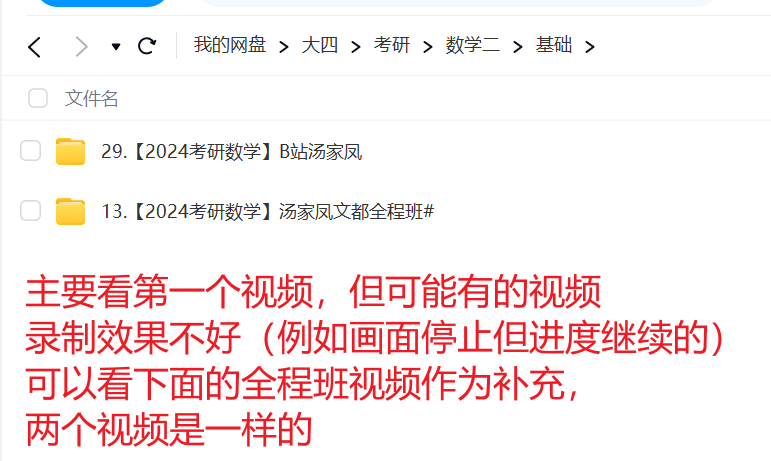 我的网盘 > 大四 > 考研 > 数学二 > 基础 >
文件名
29.【2024考研数学】B站汤家凤
13.【2024考研数学】汤家凤文都全程班#
主要看第一个视频，但可能有的视频
录制效果不好（例如画面停止但进度继续的）
可以看下面的全程班视频作为补充，
两个视频是一样的